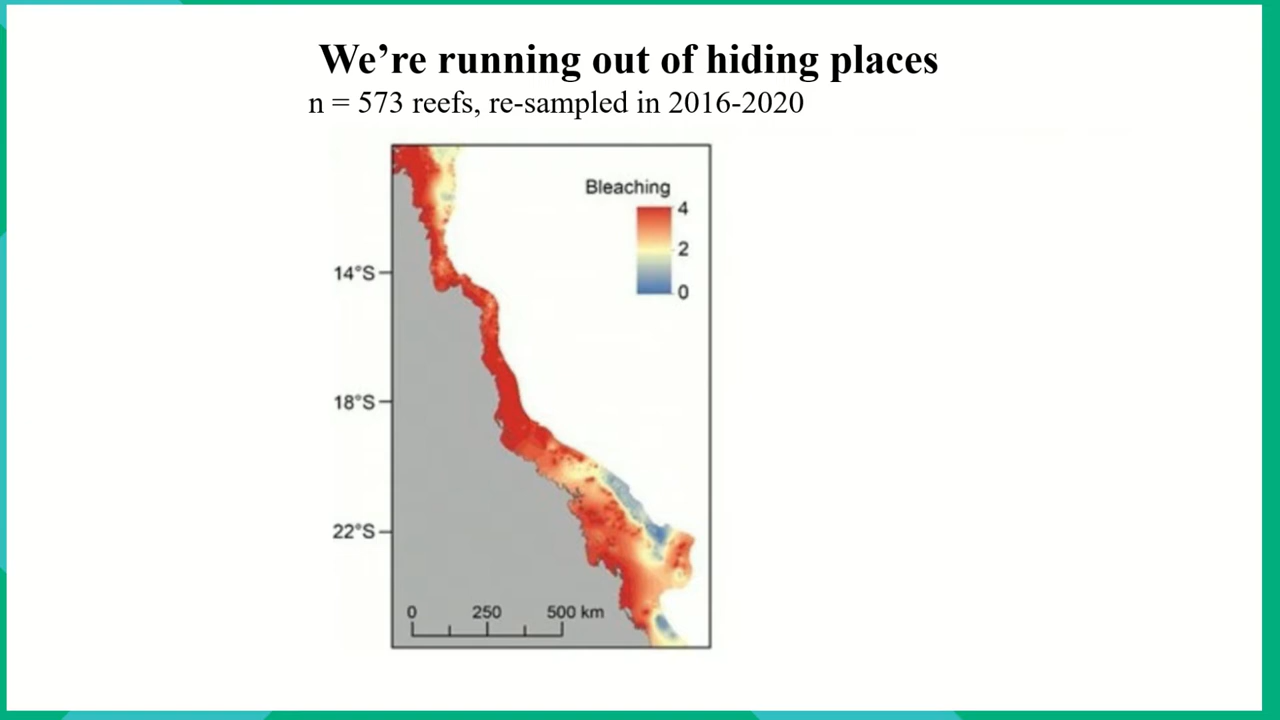 We’re running out of hiding places
n = 573 reefs, re-sampled in 2016-2020
Bleaching
4
2
0
14°S
18°S
22°S
0 250 500 km